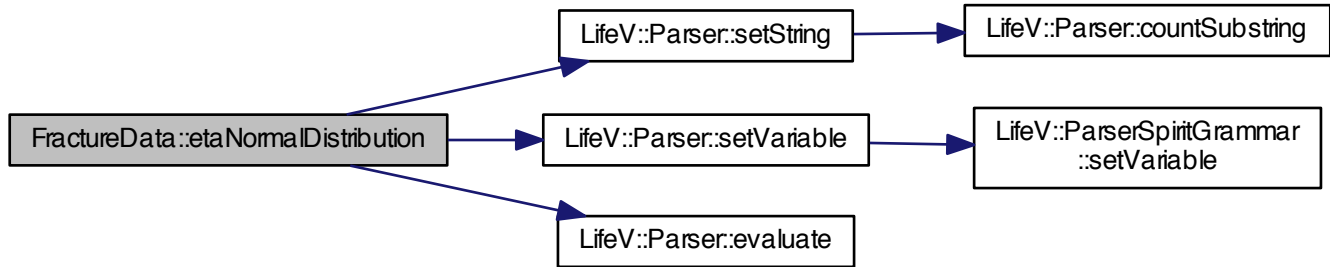 LifeV::Parser::setString
LifeV::Parser::countSubstring
FractureData::etaNormalDistribution
LifeV::Parser::setVariable
LifeV::ParserSpiritGrammar
::setVariable
LifeV::Parser::evaluate